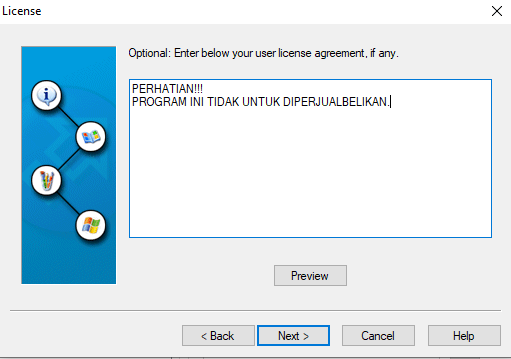 License
Optional: Enter below your user license agreement, if any.
PERHATIAN!!!
PROGRAM INI TIDAK UNTUK DIPERJUALBELIKAN.
Preview
< Back
Next >
Cancel
Help